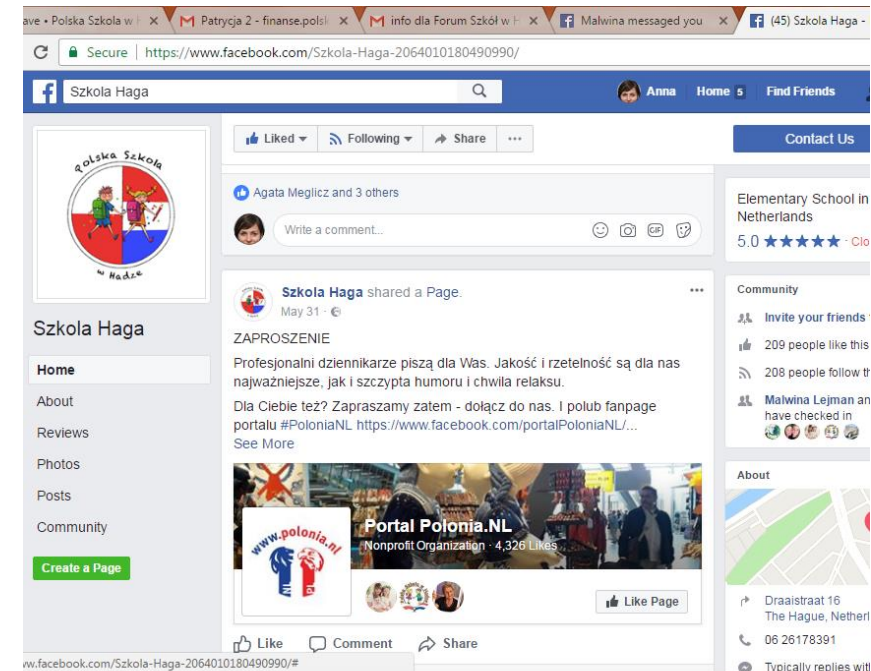 ave • Polska Szkoła w
Patrycja 2 - finanse.polsk
info dla Forum Szkół w H
Malwina messaged you
(45) Szkola Haga -
Secure
https://www.facebook.com/Szkola-Haga-2064010180490990/
Szkola Haga
Anna
Home 5
Find Friends
Polska Szkoła
w Hadze
Szkola Haga
Home
About
Reviews
Photos
Posts
Community
Create a Page
Liked
Following
Share
Contact Us
Agata Meglicz and 3 others
Write a comment...
GIF
Szkola Haga shared a Page.
May 31
ZAPROSZENIE
Profesjonalni dziennikarze piszą dla Was. Jakość i rzetelność są dla nas
najważniejsze, jak i szczypta humoru i chwila relaksu.
Dla Ciebie też? Zapraszamy zatem - dołącz do nas. I polub fanpage
portalu #PoloniaNL https://www.facebook.com/portalPoloniaNL/...
See More
www.polonia.nl
NL PL
Portal Polonia.NL
Nonprofit Organization · 4,326 Likes
Like Page
Like
Comment
Share
Elementary School in
Netherlands
5.0 ★★★★★ · Clo
Community
Invite your friends
209 people like this
208 people follow th
Malwina Lejman an
have checked in
About
Draaistraat 16
The Hague, Netherl
06 26178391
Typically replies with
ww.facebook.com/Szkola-Haga-2064010180490990/#